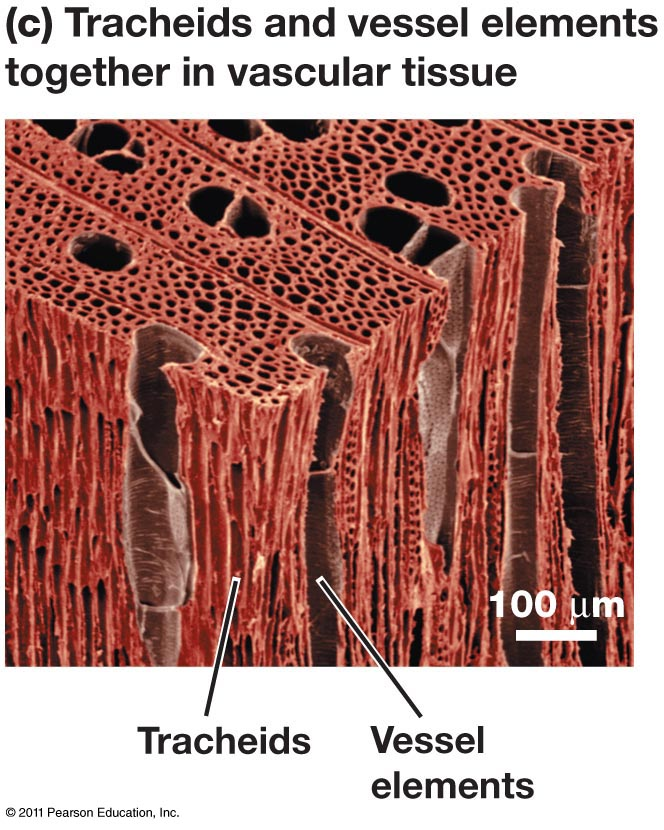 (c) Tracheids and vessel elements
together in vascular tissue
100 μm
Tracheids
Vessel
elements
© 2011 Pearson Education, Inc.